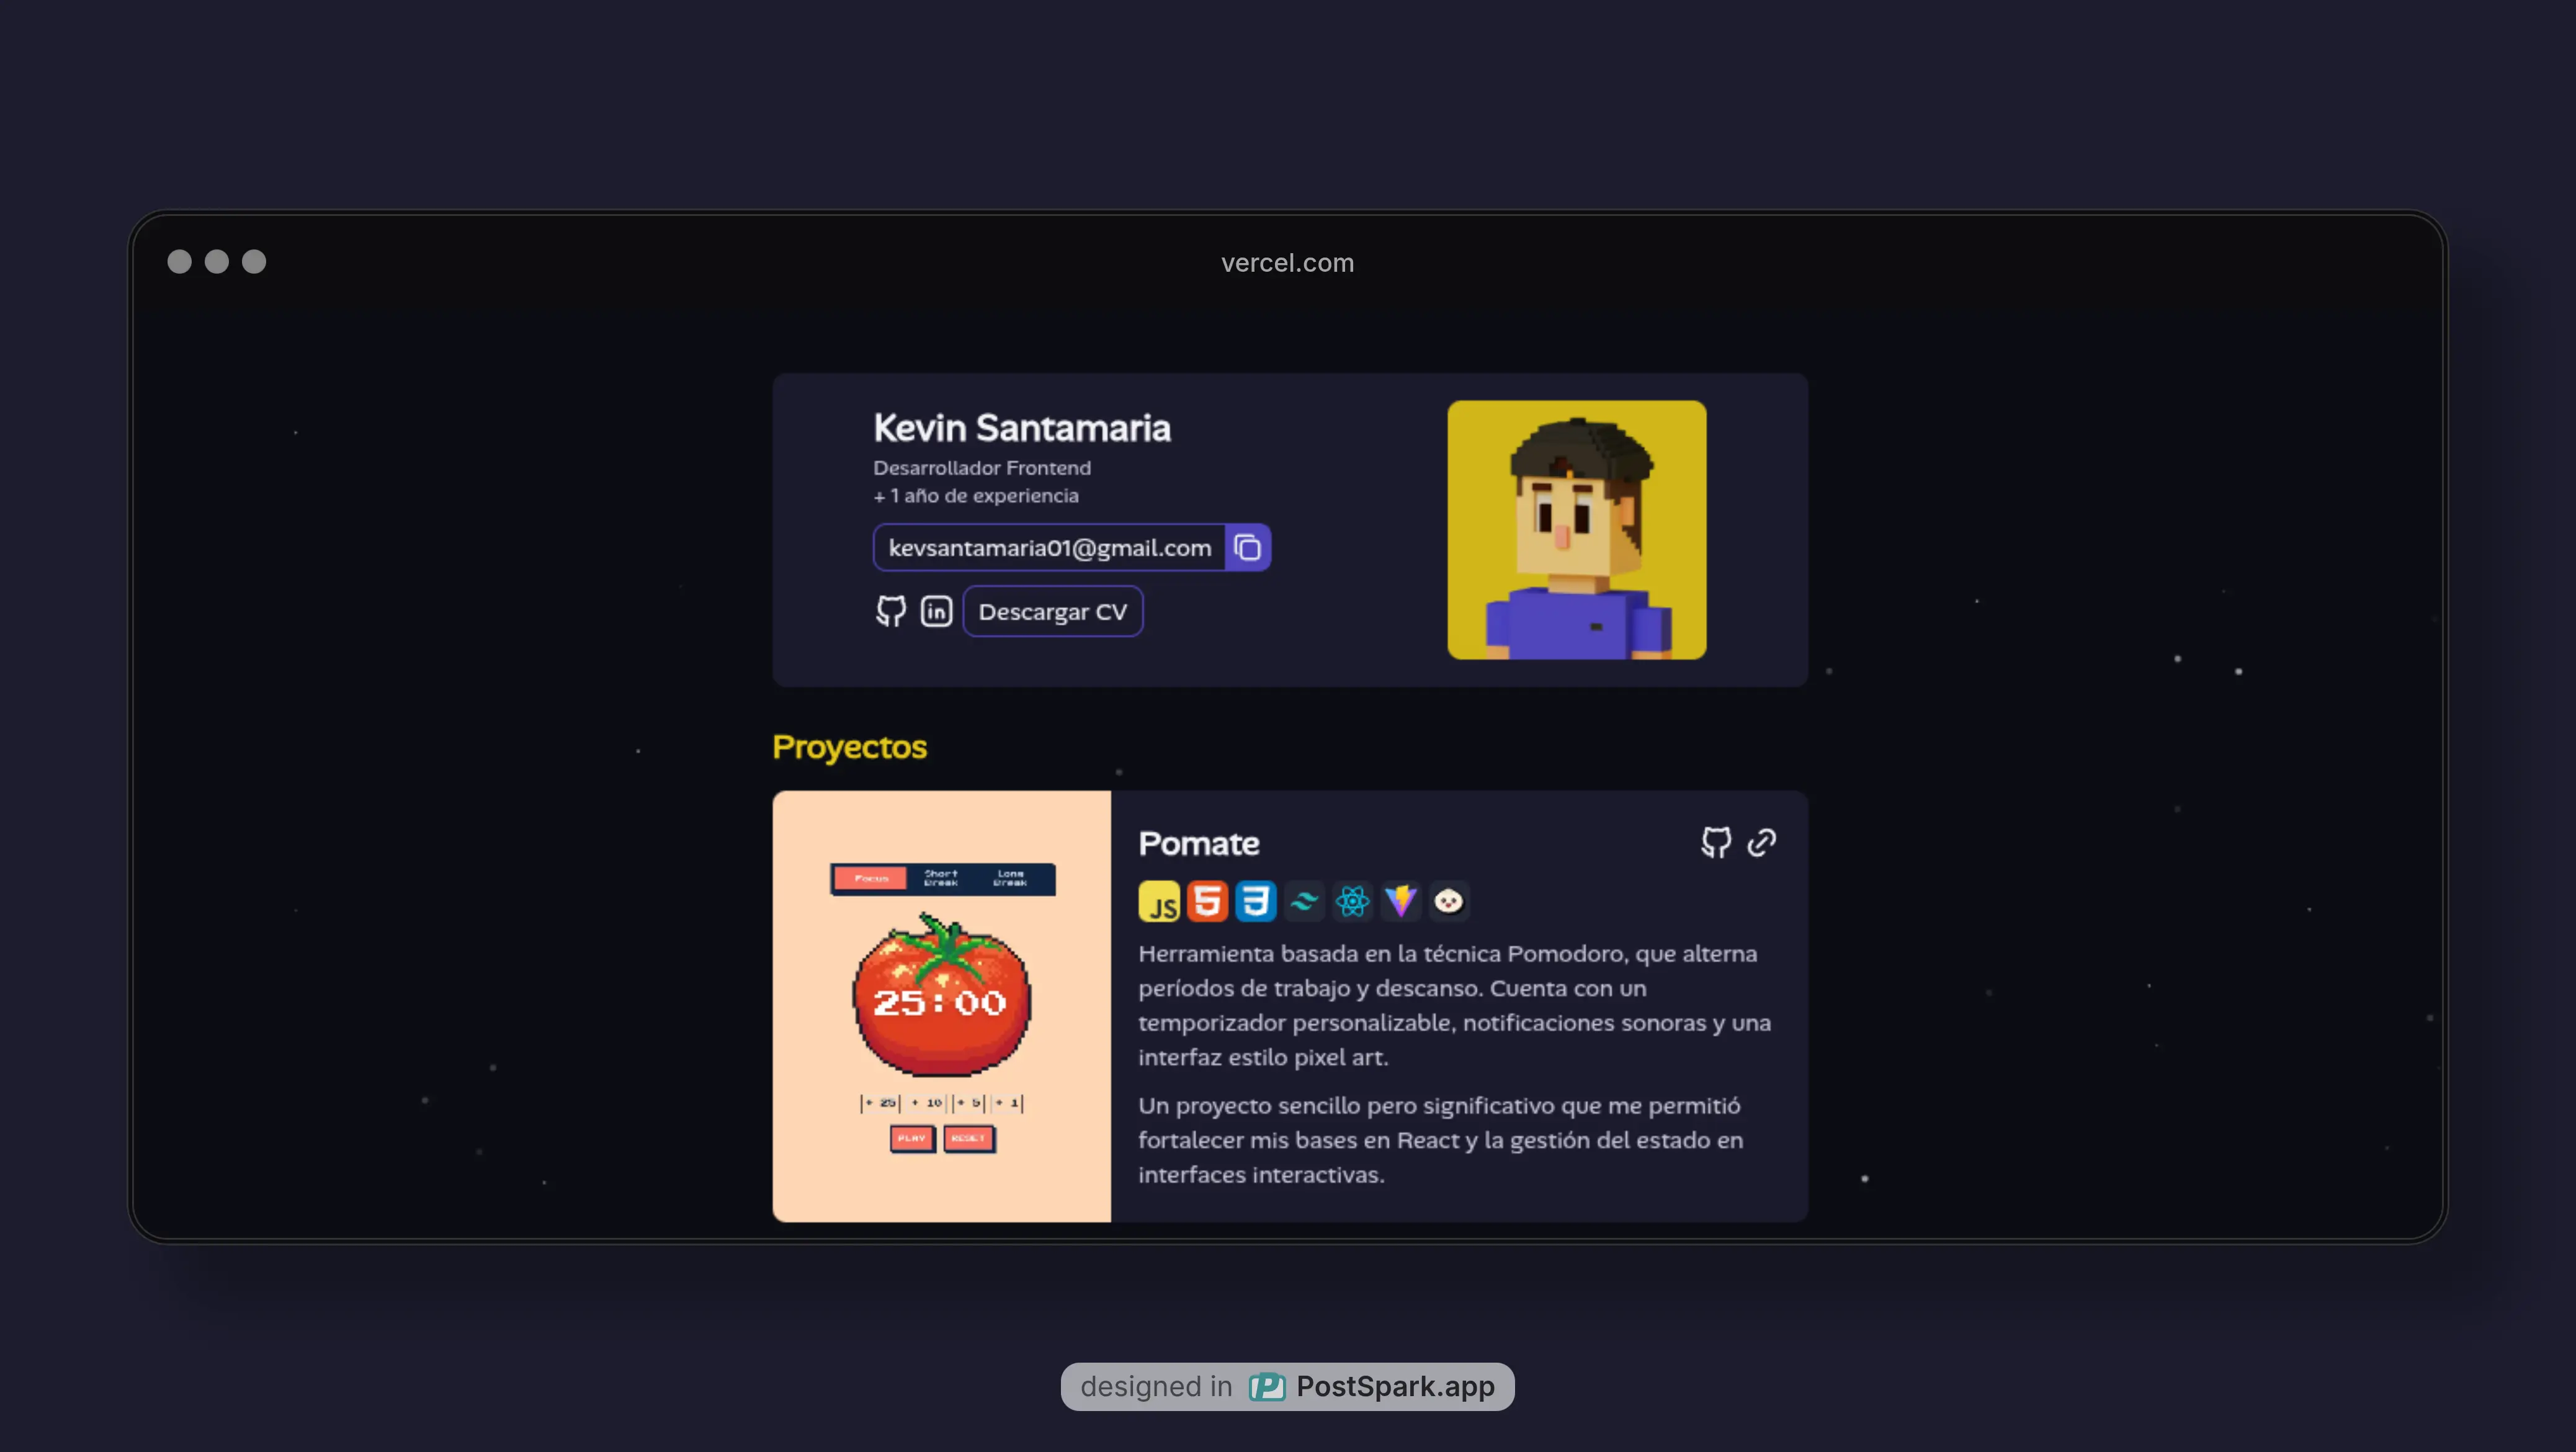 vercel.com
Kevin Santamaria
Desarrollador Frontend
+ 1 año de experiencia
kevsantamaria01@gmail.com
in
Descargar CV
Proyectos
Focus
Short
Break
Long
Break
25:00
+ 25
+ 10
+ 5
+ 1
PLAY
RESET
Pomate
JS
Herramienta basada en la técnica Pomodoro, que alterna
períodos de trabajo y descanso. Cuenta con un
temporizador personalizable, notificaciones sonoras y una
interfaz estilo pixel art.
Un proyecto sencillo pero significativo que me permitió
fortalecer mis bases en React y la gestión del estado en
interfaces interactivas.
designed in PostSpark.app